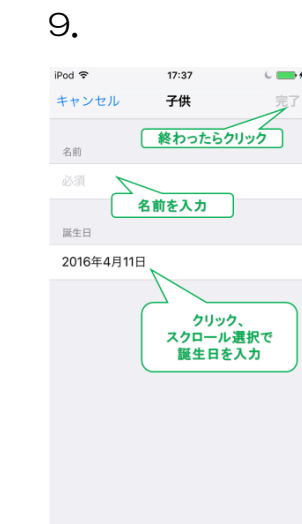 9.
iPod 17:37
キャンセル 子供 完了
終わったらクリック
名前
必須
名前を入力
誕生日
2016年4月11日
クリック、
スクロール選択で
誕生日を入力